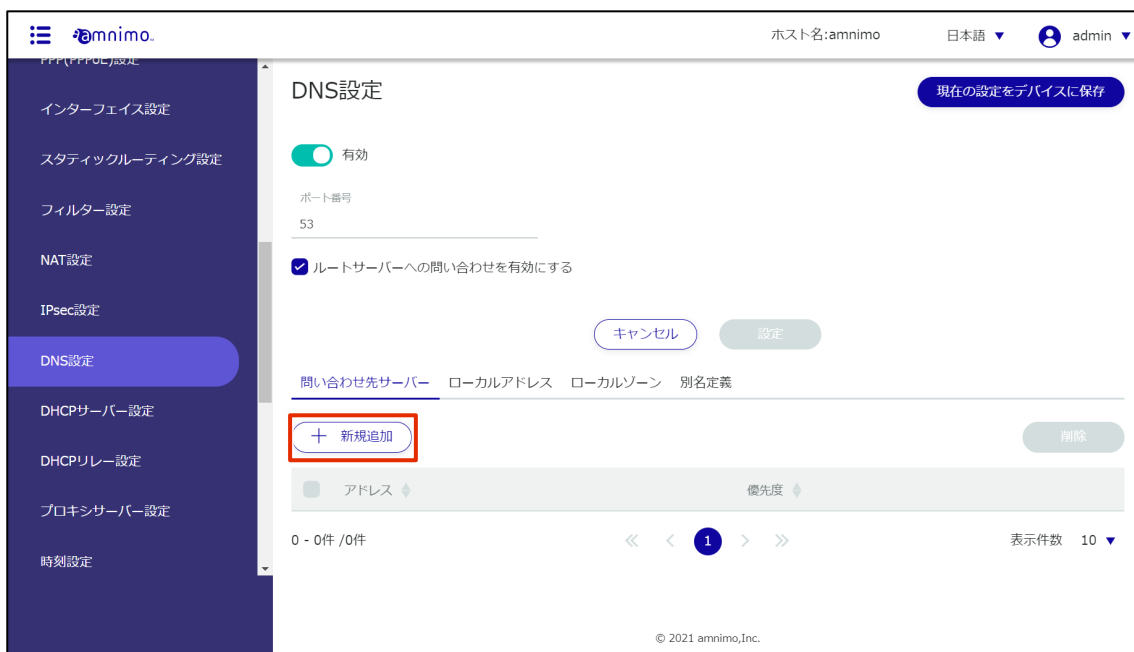 amnimo
ホスト名:amnimo
日本語 ▼
admin ▼
PPP(PPPoE)設定
インターフェイス設定
スタティックルーティング設定
フィルター設定
NAT設定
IPsec設定
DNS設定
DHCPサーバー設定
DHCPリレー設定
プロキシサーバー設定
時刻設定
DNS設定
現在の設定をデバイスに保存
有効
ポート番号
53
ルートサーバーへの問い合わせを有効にする
キャンセル 設定
問い合わせ先サーバー ローカルアドレス ローカルゾーン 別名定義
+ 新規追加 削除
アドレス 優先度
0 - 0件 /0件 1 表示件数 10 ▼
© 2021 amnimo,Inc.